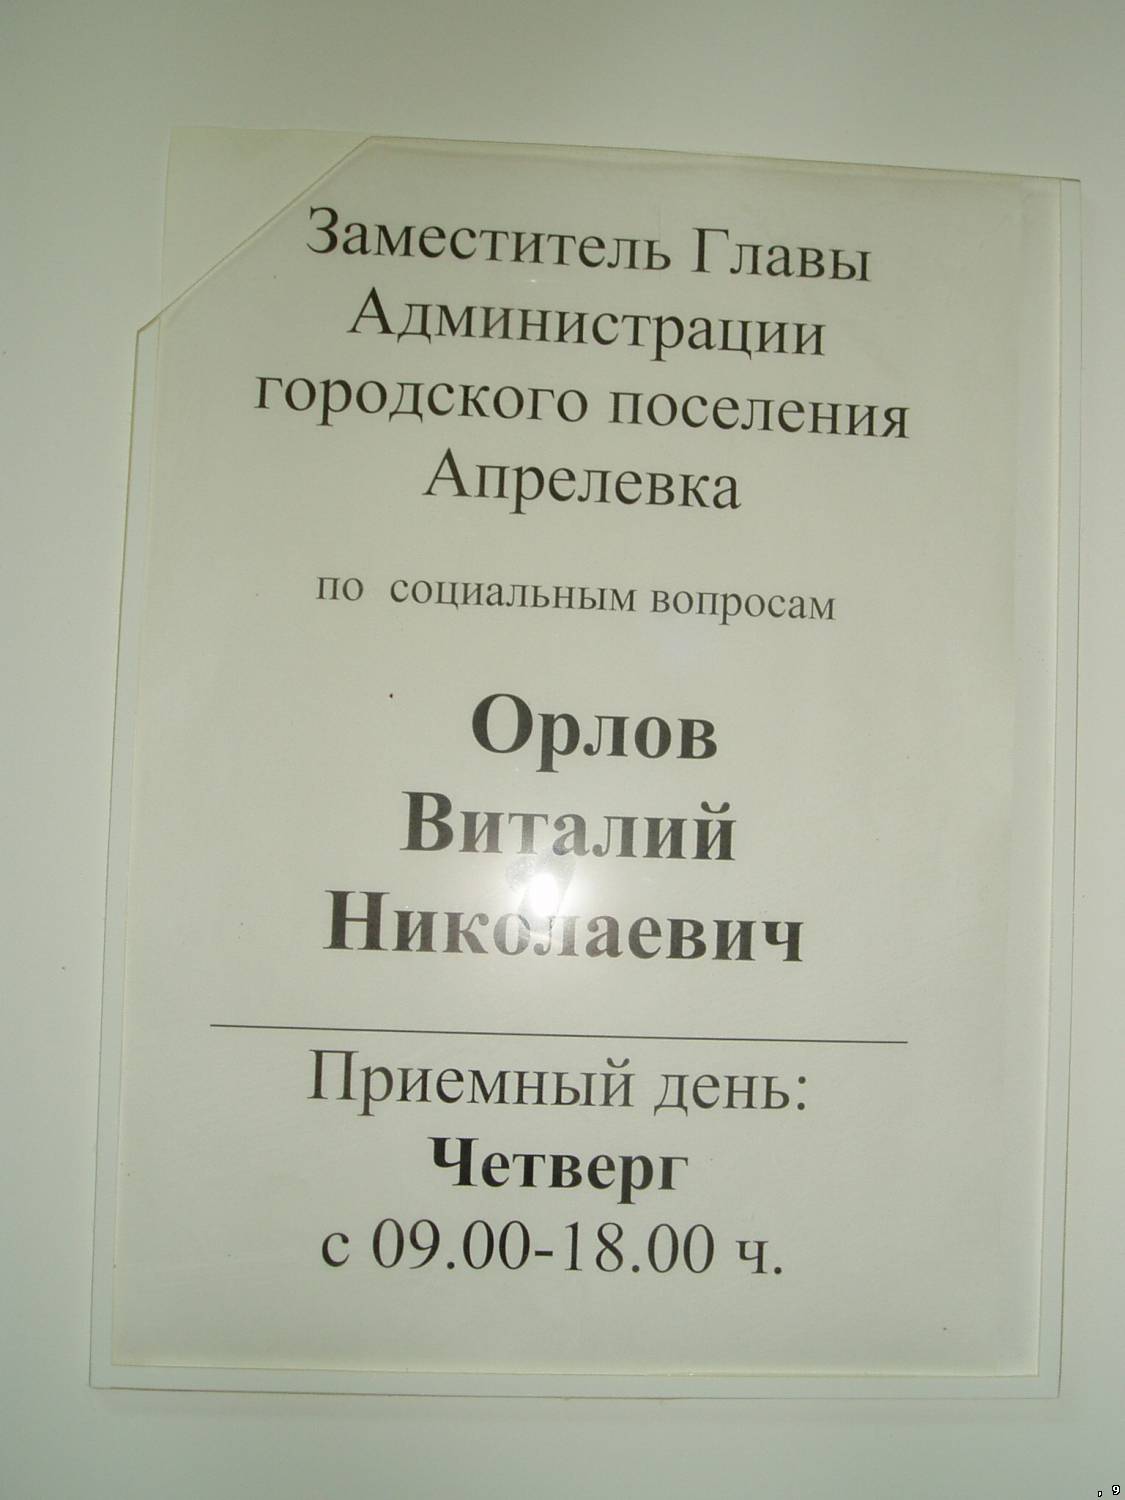 Заместитель Главы
Администрации
городского поселения
Апрелевка
по социальным вопросам
Орлов
Виталий
Николаевич
Приемный день:
Четверг
с 09.00-18.00 ч.
, 9